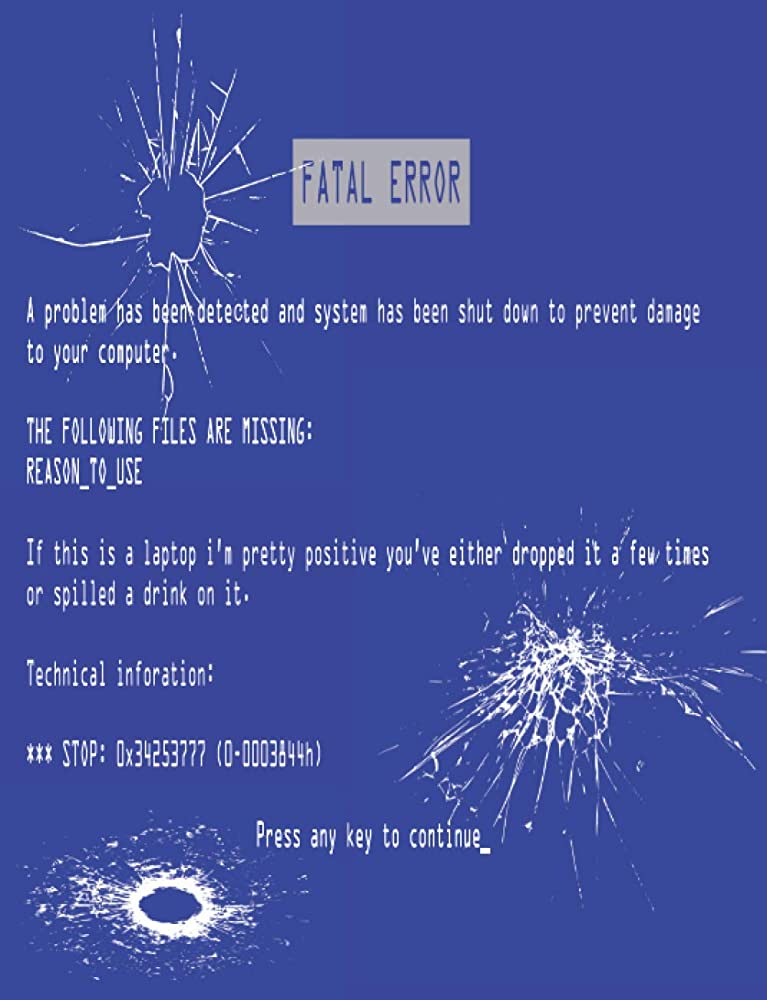 FATAL ERROR
A problem has been detected and system has been shut down to prevent damage
to your computer.
THE FOLLOWING FILES ARE MISSING:
REASON_TO_USE
If this is a laptop i'm pretty positive you've either dropped it a few times
or spilled a drink on it.
Technical inforation:
*** STOP: 0x34253777 (0-0003844h)
Press any key to continue_